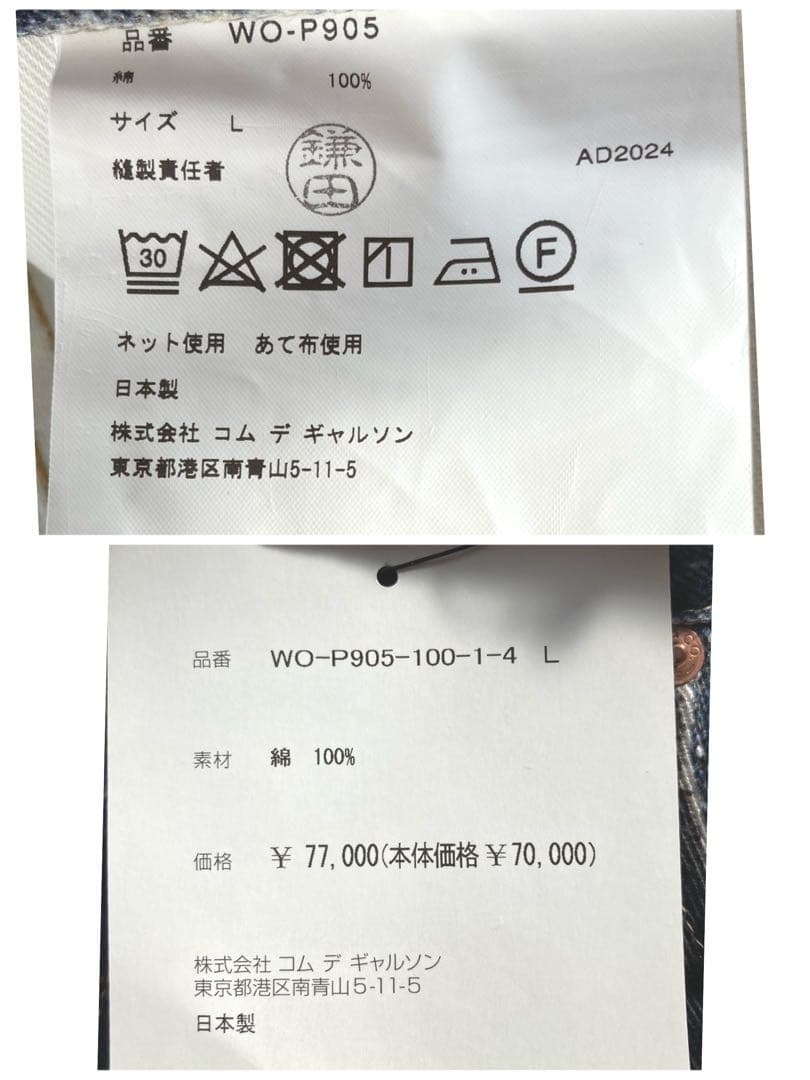 品番 WO-P905
綿 100%
サイズ L
縫製責任者 鎌田
AD2024
30
F
ネット使用 あて布使用
日本製
株式会社 コム デ ギャルソン
東京都港区南青山5-11-5
品番 WO-P905-100-1-4 L
素材 綿 100%
価格 ¥ 77,000(本体価格¥70,000)
株式会社 コム デ ギャルソン
東京都港区南青山5-11-5
日本製